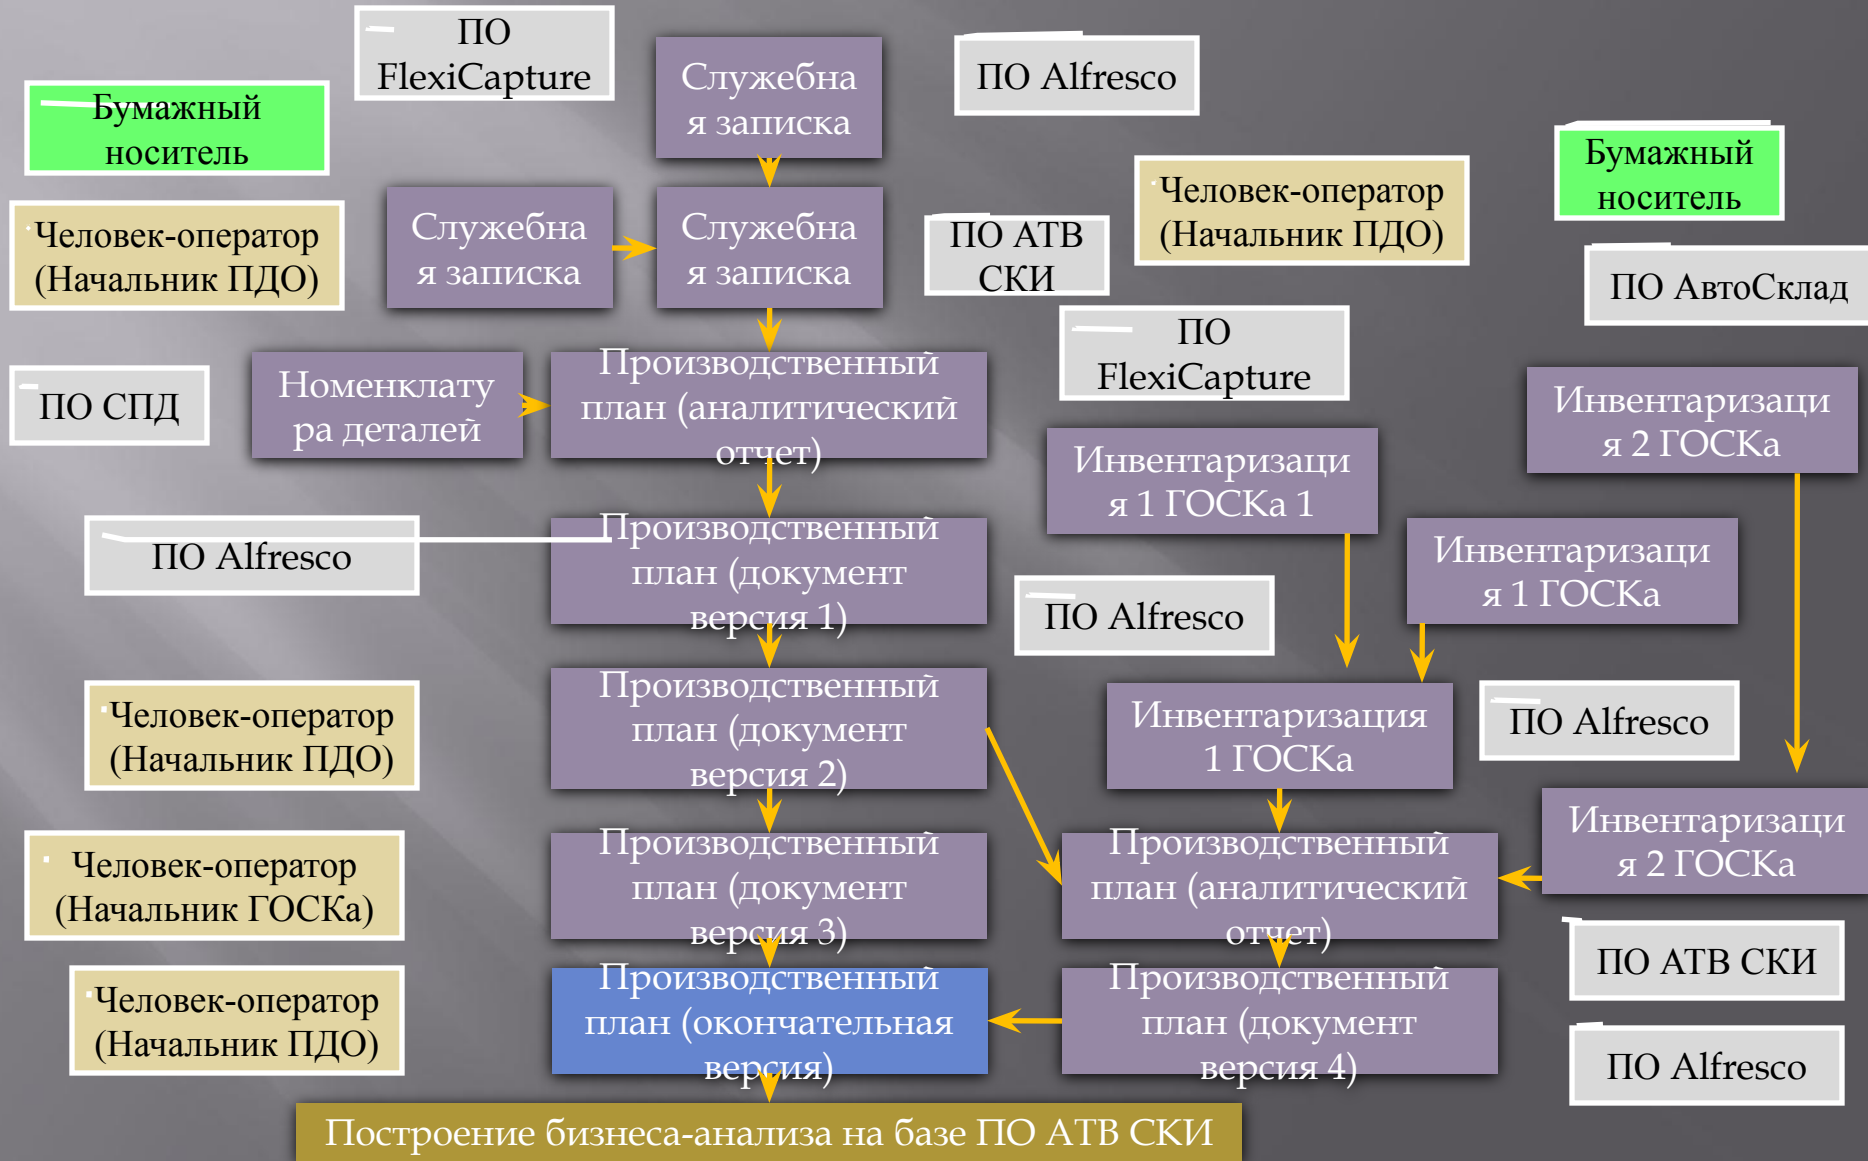 ПО
FlexiCapture
Служебна
я записка
ПО Alfresco
Бумажный
носитель
Бумажный
носитель
Человек-оператор
(Начальник ПДО)
Человек-оператор
(Начальник ПДО)
Служебна
я записка
Служебна
я записка
ПО АТВ
СКИ
ПО АвтоСклад
ПО
FlexiCapture
ПО СПД
Номенклату
ра деталей
Производственный
план (аналитический
отчет)
Инвентаризаци
я 2 ГОСКа
Инвентаризаци
я 1 ГОСКа 1
ПО Alfresco
Производственный
план (документ
версия 1)
Инвентаризаци
я 1 ГОСКа
ПО Alfresco
Человек-оператор
(Начальник ПДО)
Производственный
план (документ
версия 2)
Инвентаризация
1 ГОСКа
ПО Alfresco
Человек-оператор
(Начальник ГОСКа)
Производственный
план (документ
версия 3)
Производственный
план (аналитический
отчет)
Инвентаризаци
я 2 ГОСКа
ПО АТВ СКИ
Человек-оператор
(Начальник ПДО)
Производственный
план (окончательная
версия)
Производственный
план (документ
версия 4)
ПО Alfresco
Построение бизнеса-анализа на базе ПО АТВ СКИ